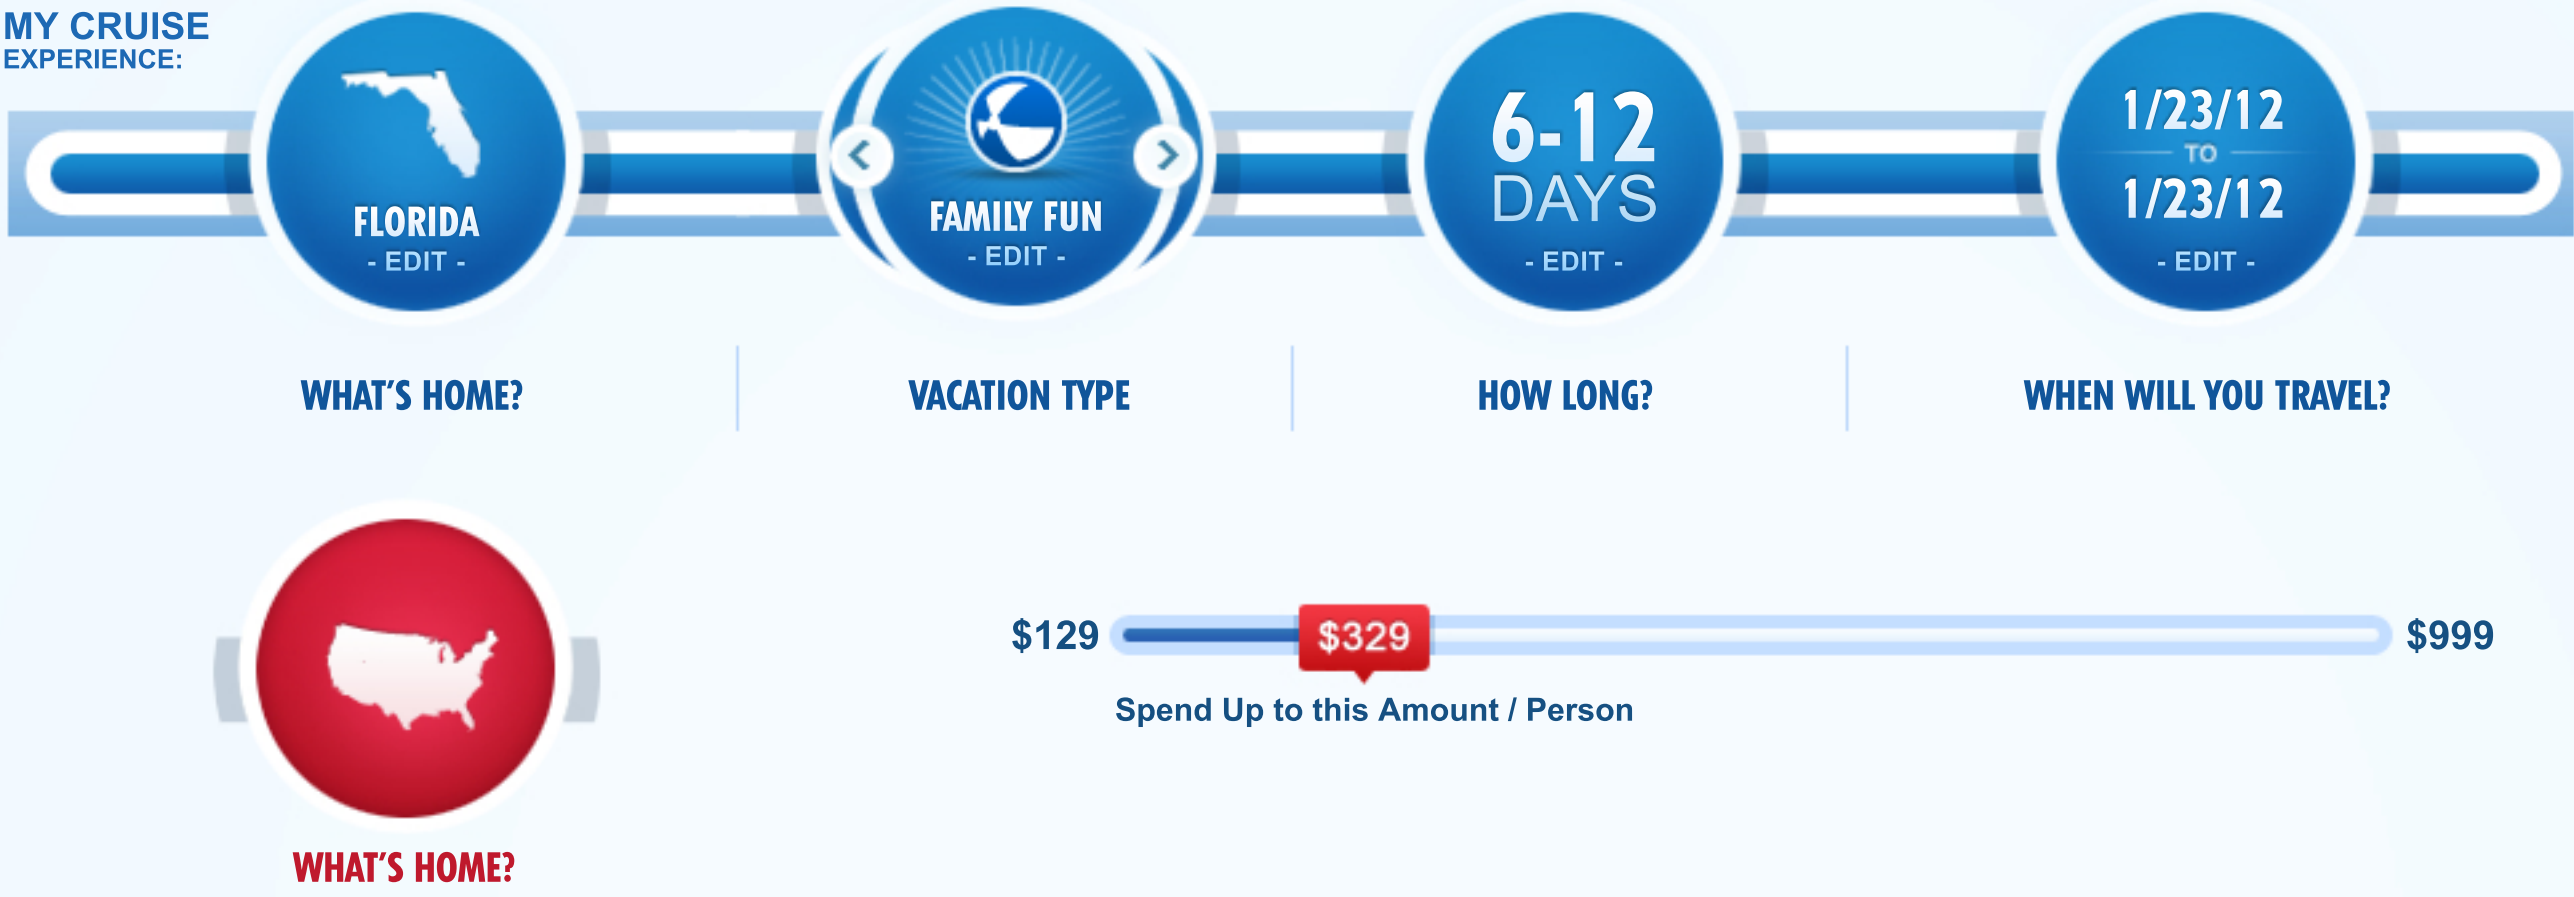 MY CRUISE
EXPERIENCE:
FLORIDA
- EDIT -
FAMILY FUN
- EDIT -
6-12
DAYS
- EDIT -
1/23/12
TO
1/23/12
- EDIT -
WHAT'S HOME?
VACATION TYPE
HOW LONG?
WHEN WILL YOU TRAVEL?
$129
$329
$999
Spend Up to this Amount / Person
WHAT'S HOME?